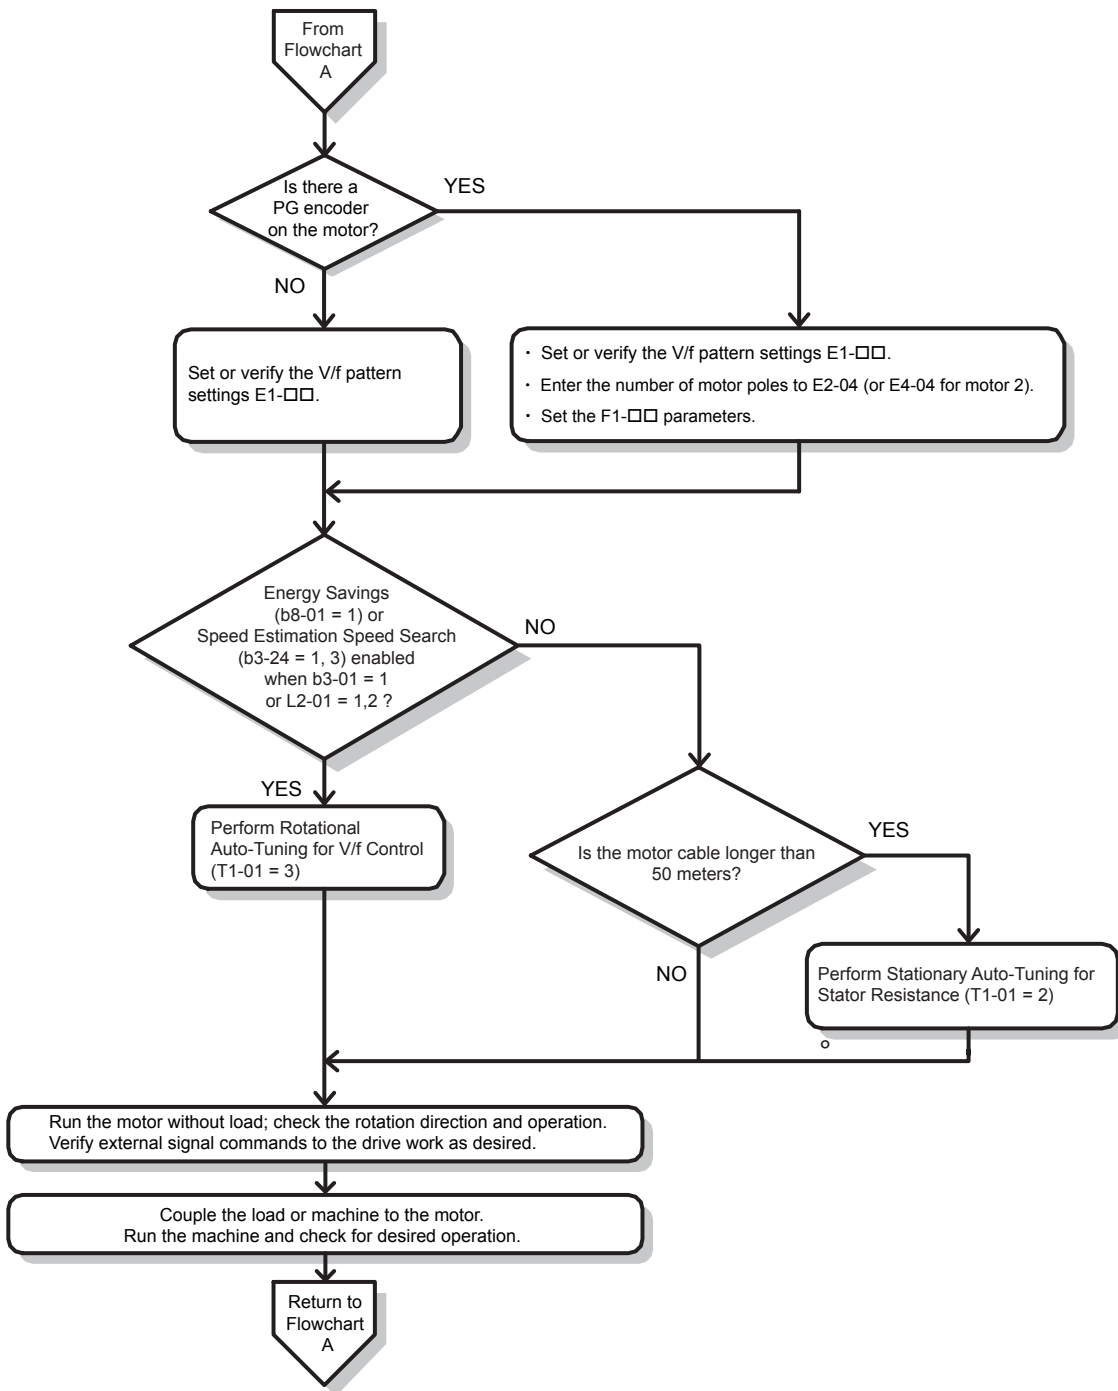 From
Flowchart
A
Is there a
PG encoder
on the motor?
YES
NO
Set or verify the V/f pattern
settings E1-□□.
· Set or verify the V/f pattern settings E1-□□.
· Enter the number of motor poles to E2-04 (or E4-04 for motor 2).
· Set the F1-□□ parameters.
Energy Savings
(b8-01 = 1) or
Speed Estimation Speed Search
(b3-24 = 1, 3) enabled
when b3-01 = 1
or L2-01 = 1,2 ?
NO
YES
Perform Rotational
Auto-Tuning for V/f Control
(T1-01 = 3)
Is the motor cable longer than
50 meters?
YES
NO
Perform Stationary Auto-Tuning for
Stator Resistance (T1-01 = 2)
Run the motor without load; check the rotation direction and operation.
Verify external signal commands to the drive work as desired.
Couple the load or machine to the motor.
Run the machine and check for desired operation.
Return to
Flowchart
A